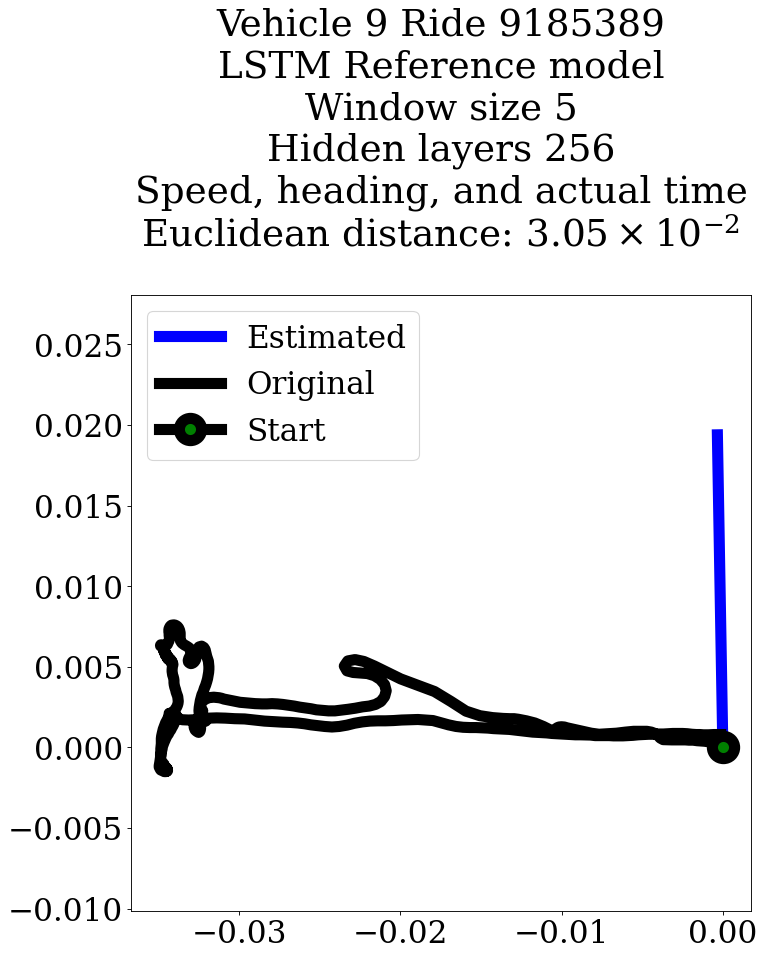 Vehicle 9 Ride 9185389
LSTM Reference model
Window size 5
Hidden layers 256
Speed, heading, and actual time
Euclidean distance: 3.05 × 10⁻²
Estimated
Original
Start
0.025
0.020
0.015
0.010
0.005
0.000
−0.005
−0.010
−0.03 −0.02 −0.01 0.00